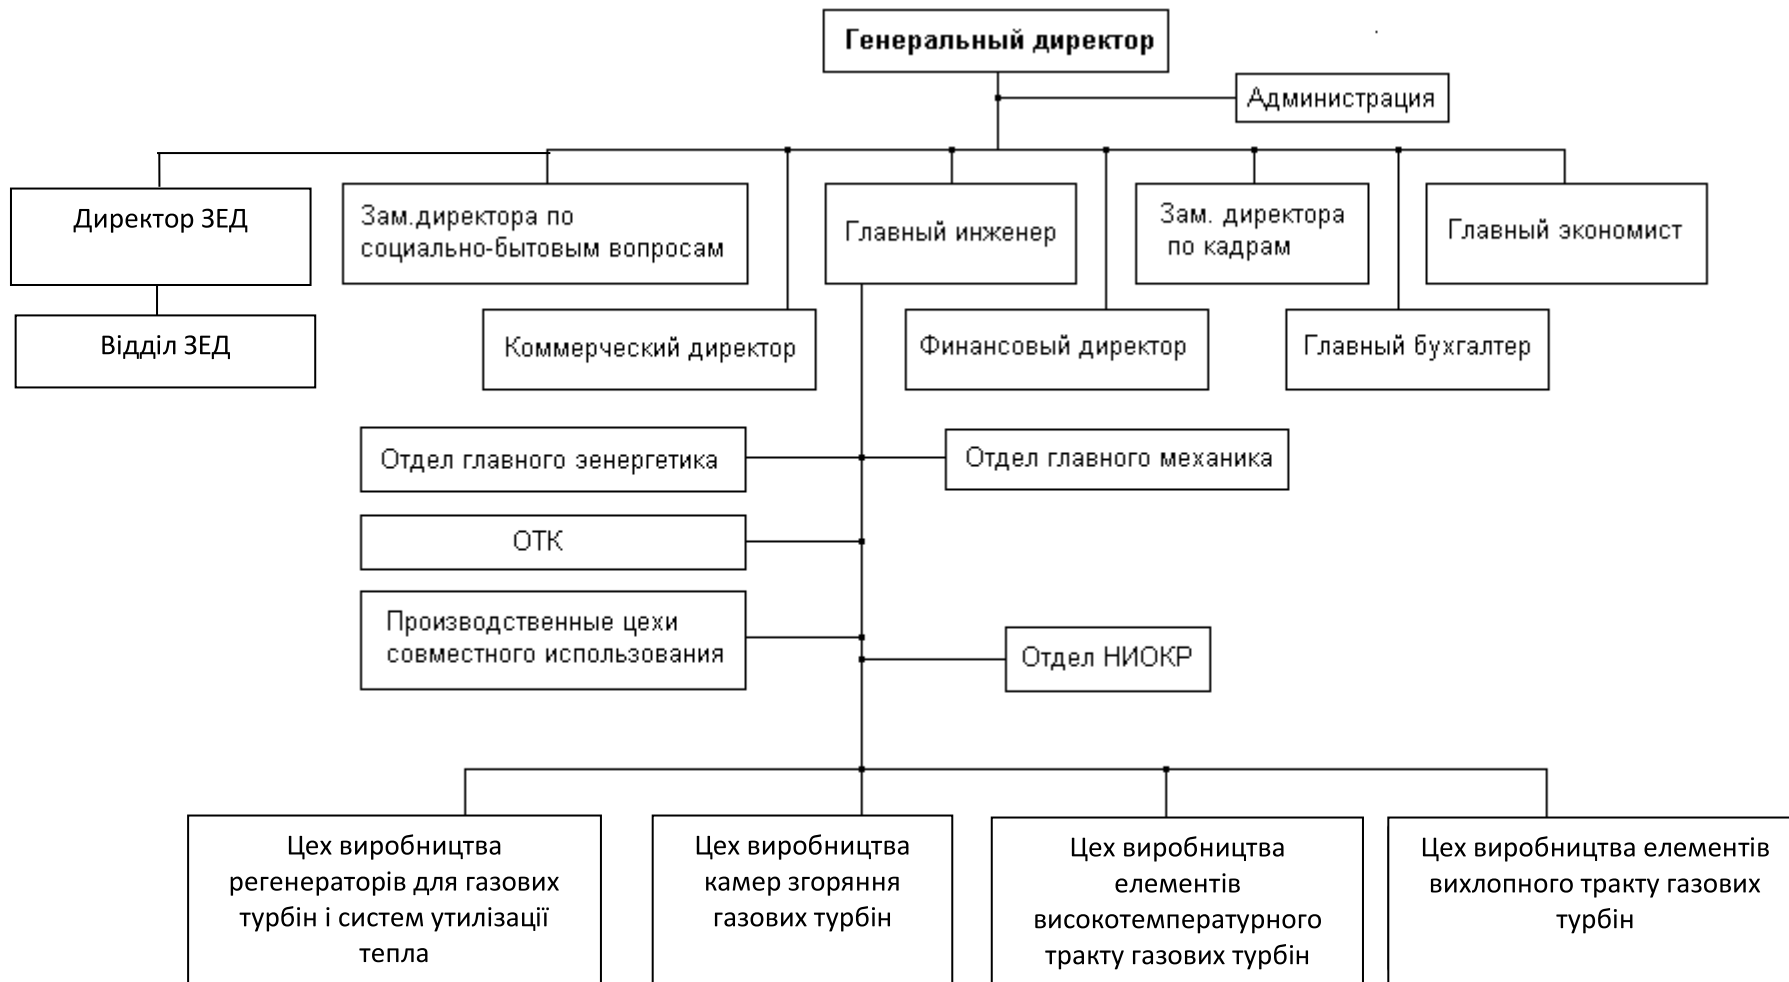 Генеральный директор
Администрация
Директор ЗЕД
Зам.директора по
социально-бытовым вопросам
Главный инженер
Зам. директора
по кадрам
Главный экономист
Відділ ЗЕД
Коммерческий директор
Финансовый директор
Главный бухгалтер
Отдел главного эенергетика
Отдел главного механика
ОТК
Производственные цехи
совместного использования
Отдел НИОКР
Цех виробництва
регенераторів для газових
турбін і систем утилізації
тепла
Цех виробництва
камер згоряння
газових турбін
Цех виробництва
елементів
високотемпературного
тракту газових турбін
Цех виробництва елементів
вихлопного тракту газових
турбін